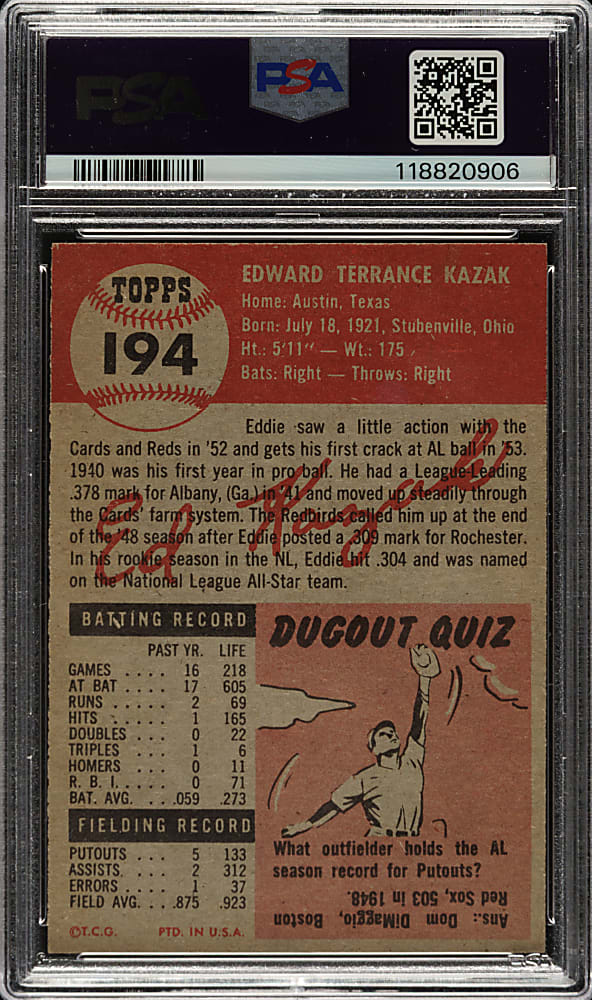 PSA
PSA
118820906
TOPPS
194
EDWARD TERRANCE KAZAK
Home: Austin, Texas
Born: July 18, 1921, Stubenville, Ohio
Ht.: 5'11" — Wt.: 175
Bats: Right — Throws: Right
Eddie saw a little action with the
Cards and Reds in '52 and gets his first crack at AL ball in '53.
1940 was his first year in pro ball. He had a League-Leading
.378 mark for Albany, (Ga.) in '41 and moved up steadily through
the Cards' farm system. The Redbirds called him up at the end
of the '48 season after Eddie posted a .309 mark for Rochester.
In his rookie season in the NL, Eddie hit .304 and was named
on the National League All-Star team.
Ed Kazak
BATTING RECORD
PAST YR. LIFE
GAMES .... 16 218
AT BAT .... 17 605
RUNS .... 2 69
HITS .... 1 165
DOUBLES ... 0 22
TRIPLES ... 1 6
HOMERS ... 0 11
R. B. I. .... 0 71
BAT. AVG. ... .059 .273
FIELDING RECORD
PUTOUTS ... 5 133
ASSISTS. ... 2 312
ERRORS .... 1 37
FIELD AVG. ... .875 .923
©T.C.G. PTD. IN U.S.A.
DUGOUT QUIZ
What outfielder holds the AL
season record for Putouts?
Ans.: Dom DiMaggio, Boston
Red Sox, 503 in 1948.
PSA